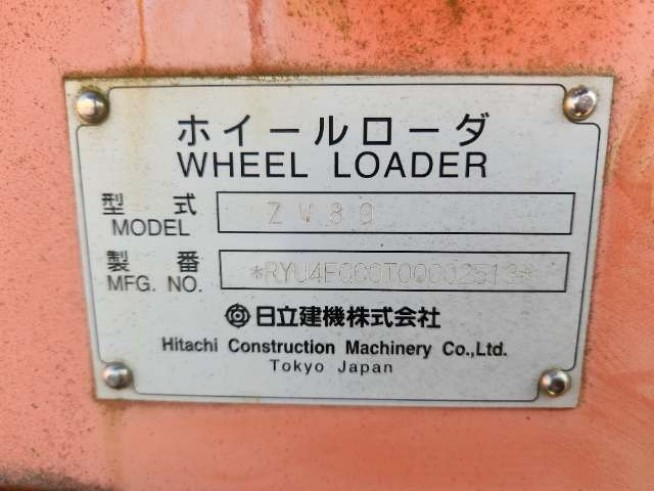 ホイールローダ
WHEEL LOADER
型 式
MODEL
ZW80
製 番
MFG. NO.
日立建機株式会社
Hitachi Construction Machinery Co.,Ltd.
Tokyo Japan